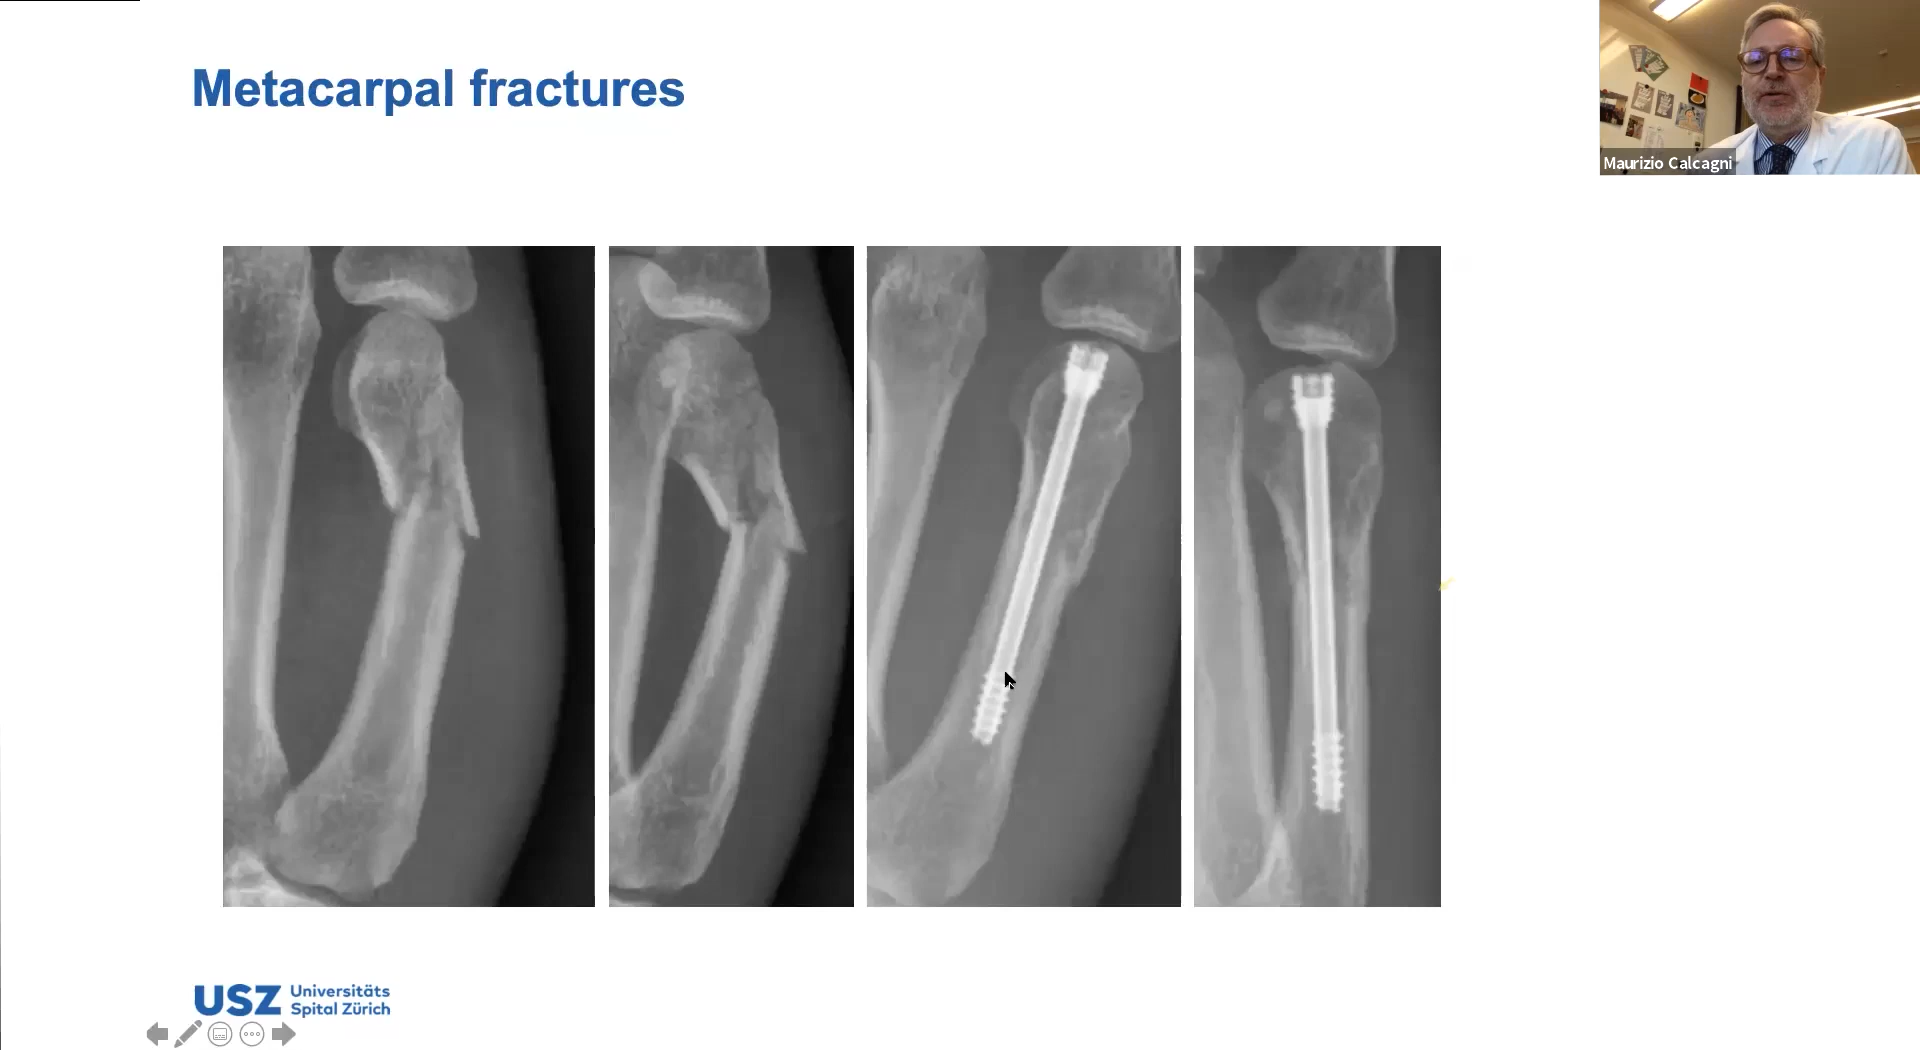 Metacarpal fractures
Maurizio Calcagni
USZ Universitäts
Spital Zürich